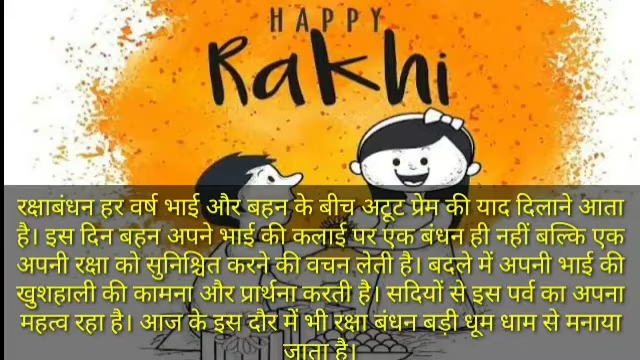 HAPPY
Rakhi
रक्षाबंधन हर वर्ष भाई और बहन के बीच अटूट प्रेम की याद दिलाने आता
है। इस दिन बहन अपने भाई की कलाई पर एक बंधन ही नहीं बल्कि एक
अपनी रक्षा को सुनिश्चित करने की वचन लेती है। बदले में अपनी भाई की
खुशहाली की कामना और प्रार्थना करती है। सदियों से इस पर्व का अपना
महत्व रहा है। आज के इस दौर में भी रक्षा बंधन बड़ी धूम धाम से मनाया
जाता है।